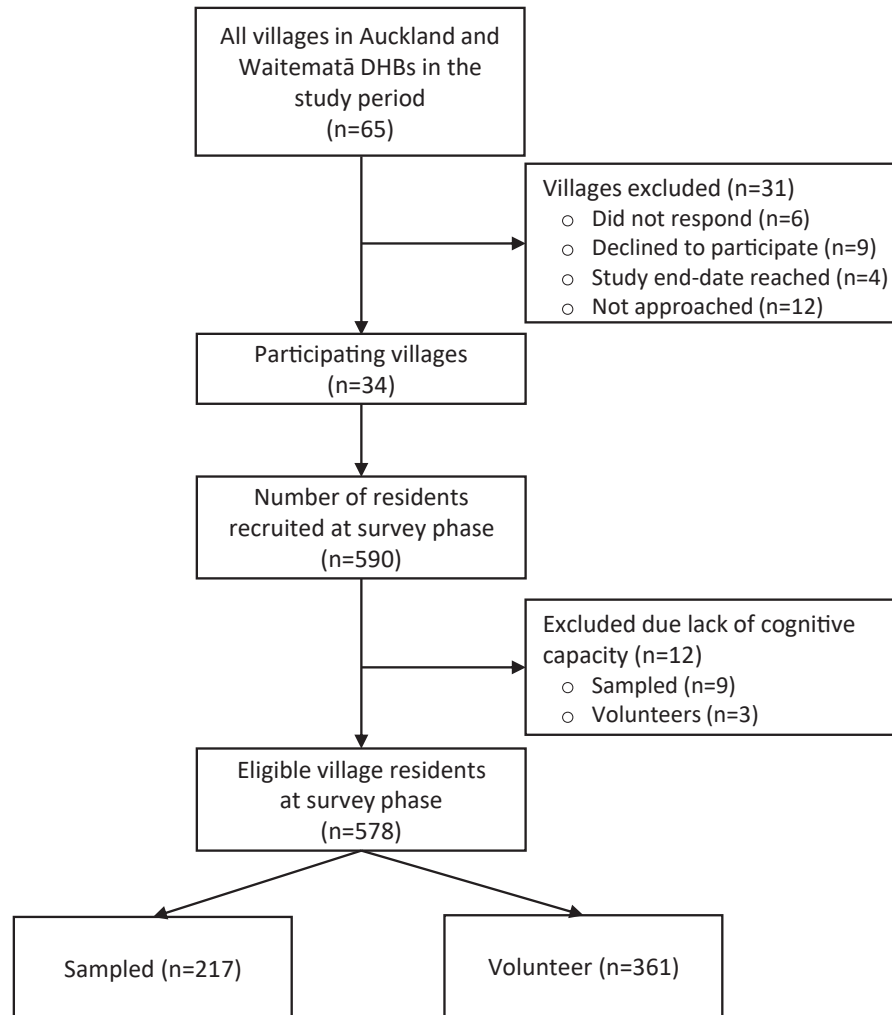 All villages in Auckland and
Waitematā DHBs in the
study period
(n=65)
Villages excluded (n=31)
○ Did not respond (n=6)
○ Declined to participate (n=9)
○ Study end-date reached (n=4)
○ Not approached (n=12)
Participating villages
(n=34)
Number of residents
recruited at survey phase
(n=590)
Excluded due lack of cognitive
capacity (n=12)
○ Sampled (n=9)
○ Volunteers (n=3)
Eligible village residents
at survey phase
(n=578)
Sampled (n=217)
Volunteer (n=361)